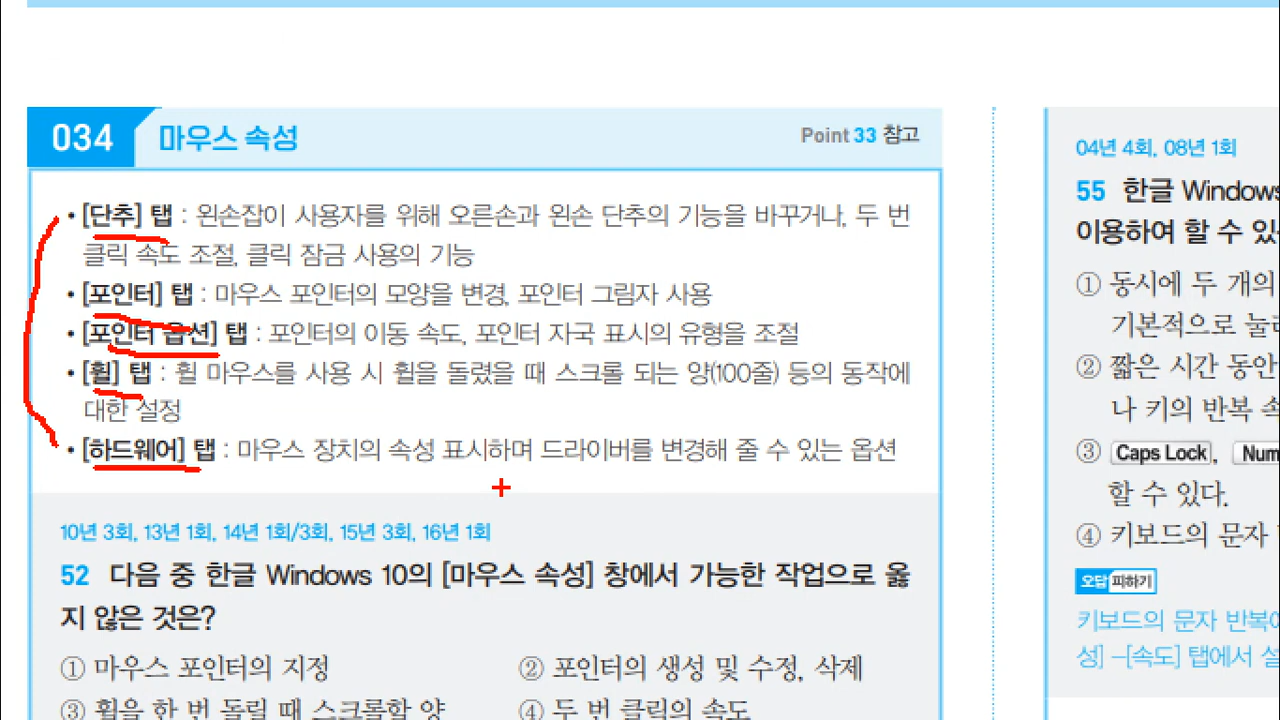 034 마우스 속성 Point 33 참고
• [단추] 탭 : 왼손잡이 사용자를 위해 오른손과 왼손 단추의 기능을 바꾸거나, 두 번
클릭 속도 조절, 클릭 잠금 사용의 기능
• [포인터] 탭 : 마우스 포인터의 모양을 변경, 포인터 그림자 사용
• [포인터 옵션] 탭 : 포인터의 이동 속도, 포인터 자국 표시의 유형을 조절
• [휠] 탭 : 휠 마우스를 사용 시 휠을 돌렸을 때 스크롤 되는 양(100줄) 등의 동작에
대한 설정
• [하드웨어] 탭 : 마우스 장치의 속성 표시하며 드라이버를 변경해 줄 수 있는 옵션
10년 3회, 13년 1회, 14년 1회/3회, 15년 3회, 16년 1회
52 다음 중 한글 Windows 10의 [마우스 속성] 창에서 가능한 작업으로 옳
지 않은 것은?
① 마우스 포인터의 지정 ② 포인터의 생성 및 수정, 삭제
③ 휠을 한 번 돌릴 때 스크롤할 양 ④ 두 번 클릭의 속도
04년 4회, 08년 1회
55 한글 Windows
이용하여 할 수 있
① 동시에 두 개의
기본적으로
② 짧은 시간 동안
나 키의 반복 속
③ Caps Lock, Num
할 수 있다.
④ 키보드의 문자
오답 피하기
키보드의 문자 반복
성] –[속도] 탭에서